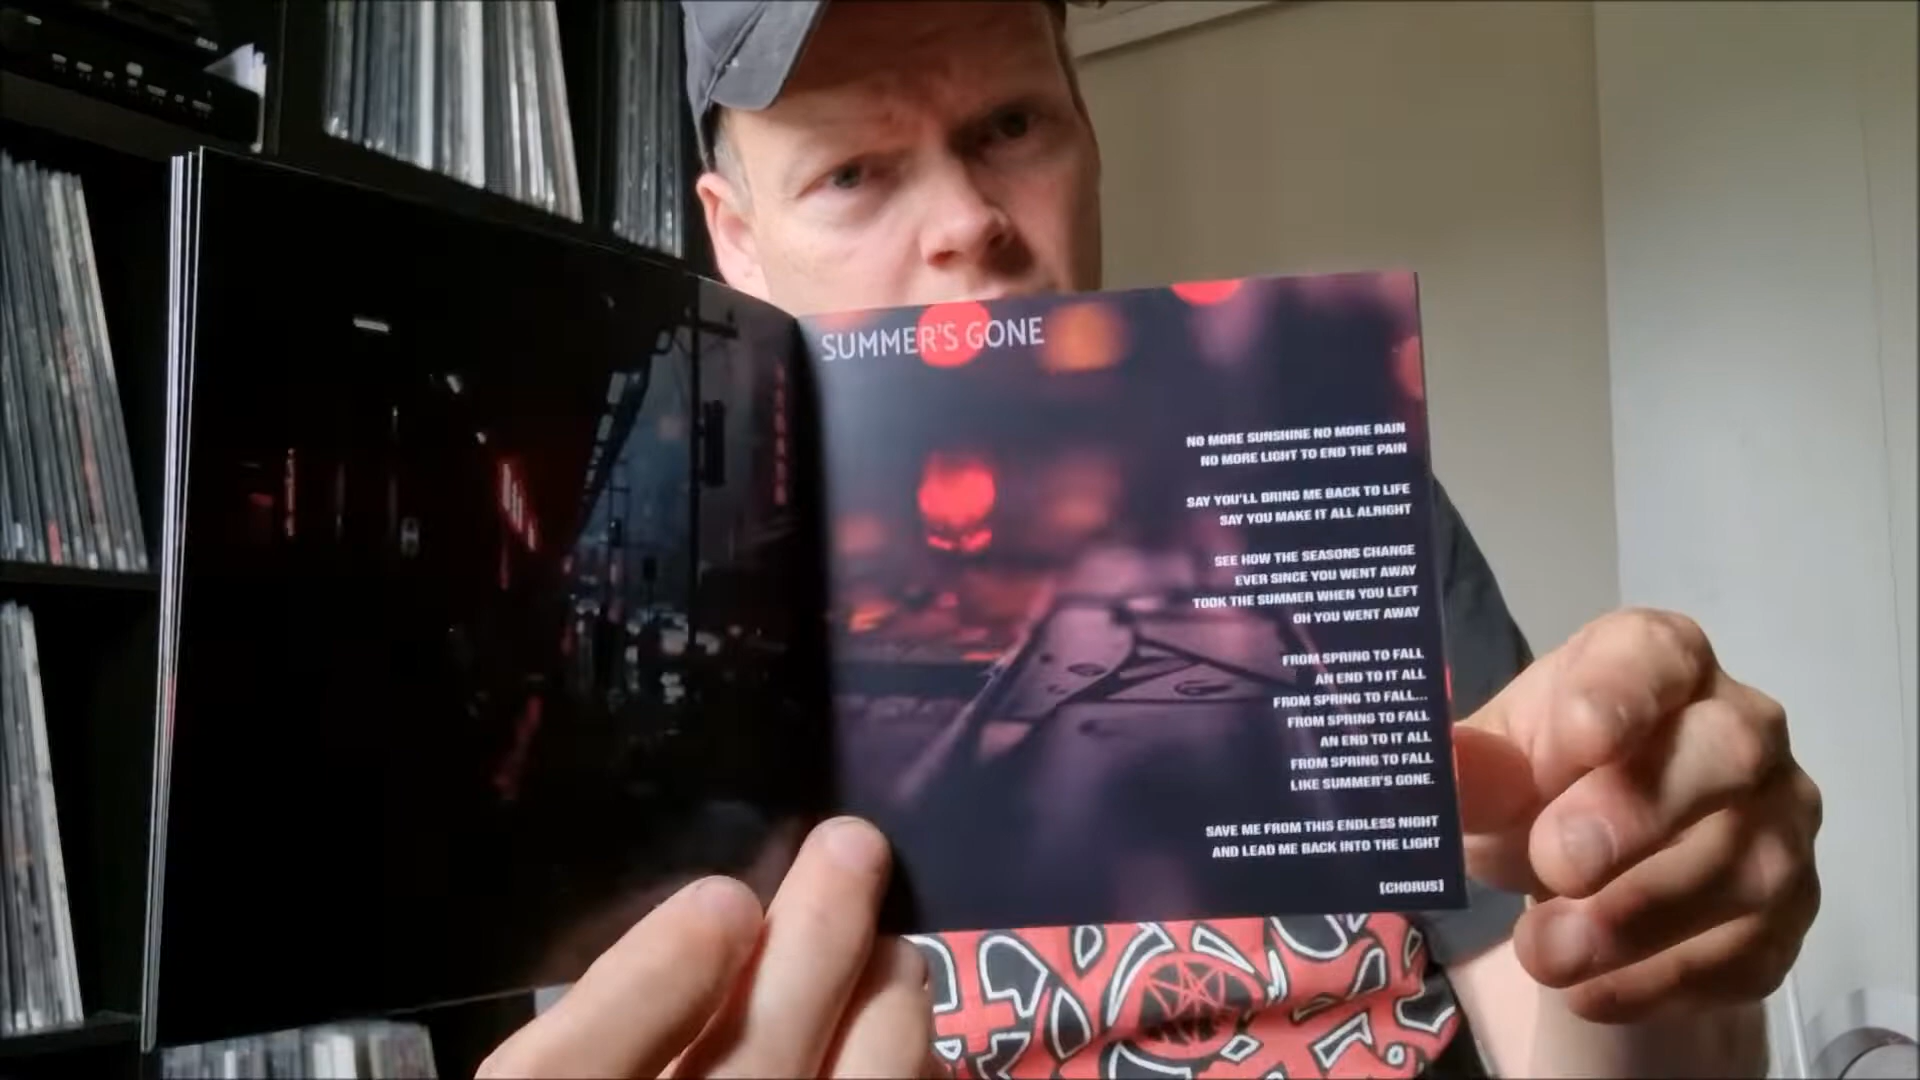 SUMMER'S GONE
NO MORE SUNSHINE NO MORE RAIN
NO MORE LIGHT TO END THE PAIN
SAY YOU'LL BRING ME BACK TO LIFE
SAY YOU MAKE IT ALL ALRIGHT
SEE HOW THE SEASONS CHANGE
EVER SINCE YOU WENT AWAY
TOOK THE SUMMER WHEN YOU LEFT
OH YOU WENT AWAY
FROM SPRING TO FALL
AN END TO IT ALL
FROM SPRING TO FALL...
FROM SPRING TO FALL
AN END TO IT ALL
FROM SPRING TO FALL
LIKE SUMMER'S GONE.
SAVE ME FROM THIS ENDLESS NIGHT
AND LEAD ME BACK INTO THE LIGHT
[CHORUS]